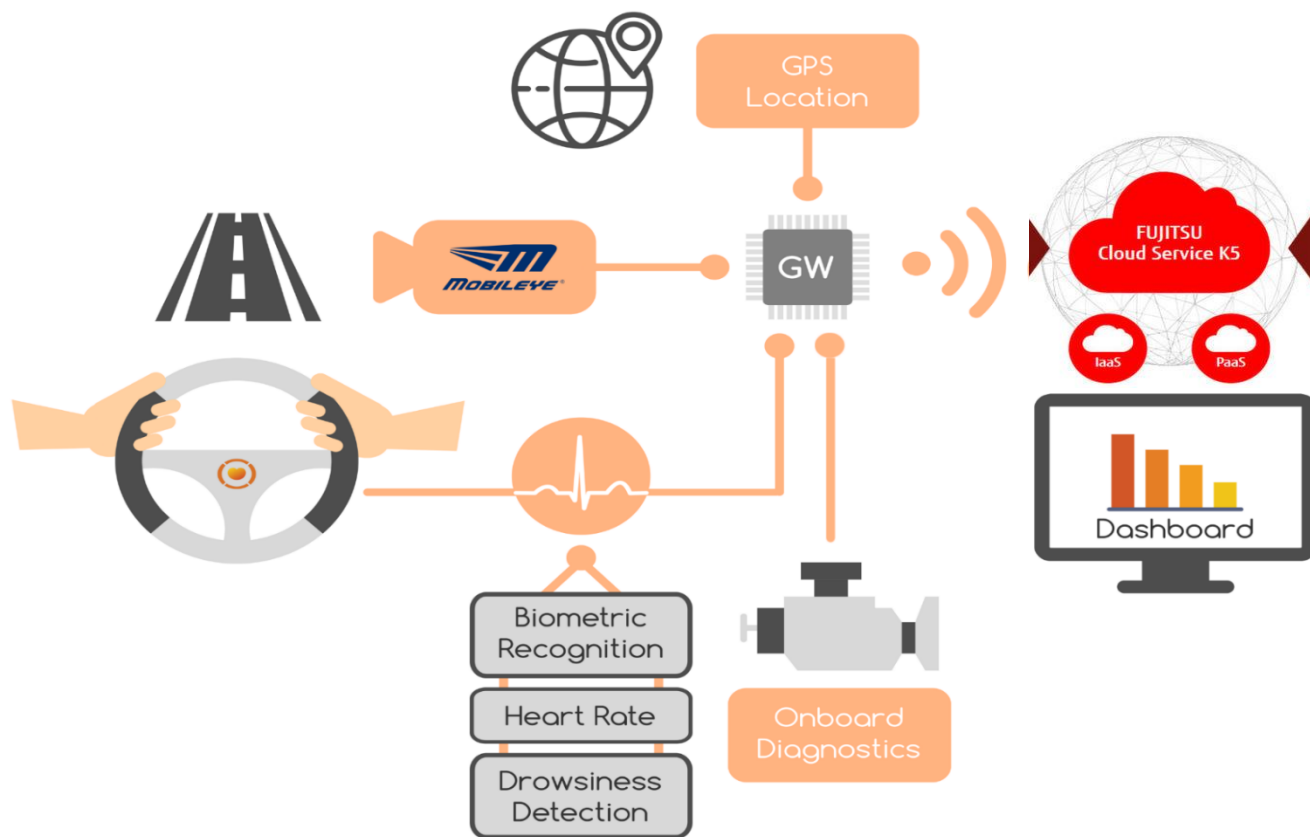 GPS
Location
MOBILEYE®
GW
FUJITSU
Cloud Service K5
IaaS
PaaS
Dashboard
Biometric
Recognition
Heart Rate
Drowsiness
Detection
Onboard
Diagnostics